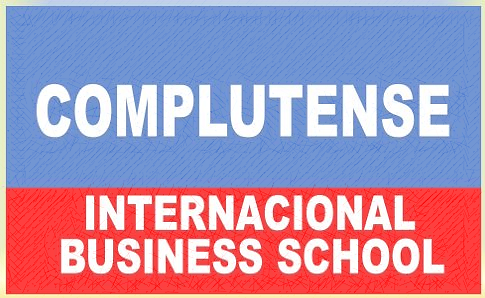 COMPLUTENSE
INTERNACIONAL
BUSINESS SCHOOL